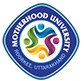 MOTHERHOOD UNIVERSITY
ROORKEE, UTTARAKHAND